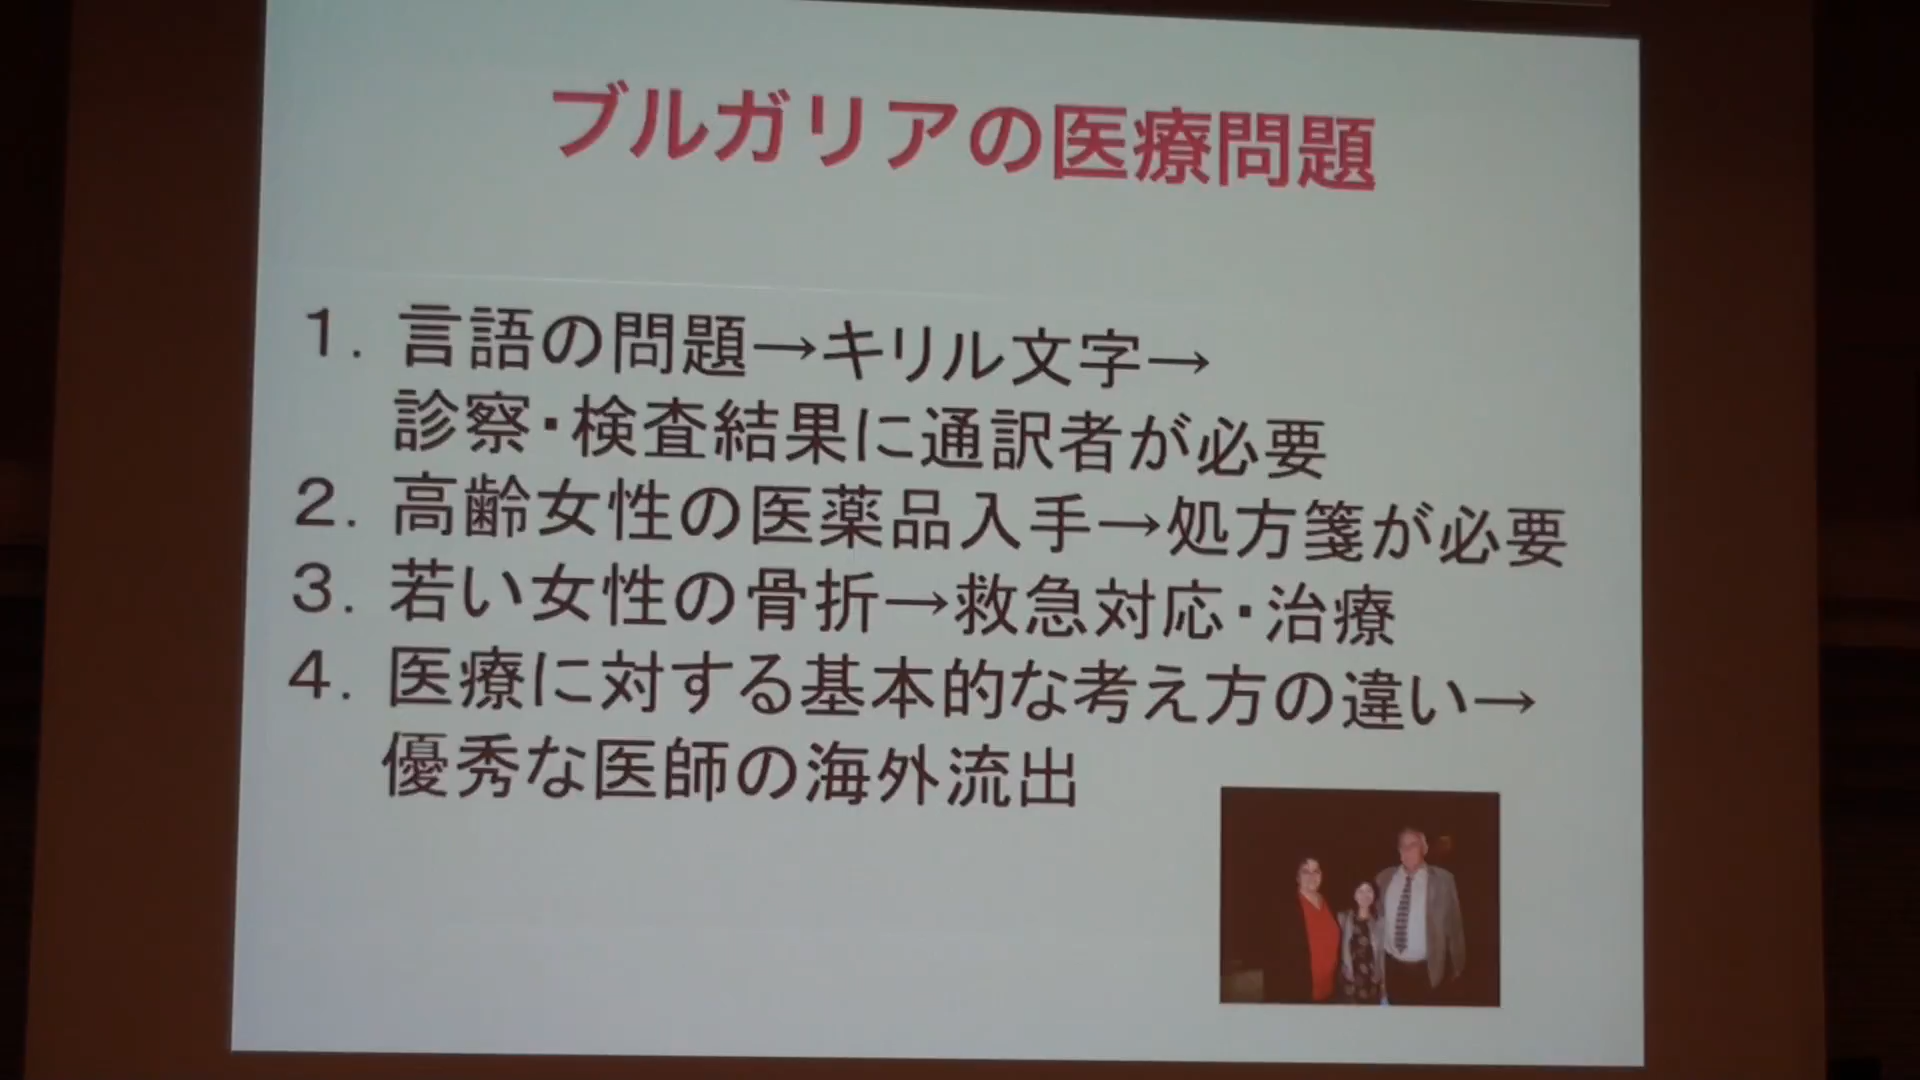 ブルガリアの医療問題
1. 言語の問題→キリル文字→
診察・検査結果に通訳者が必要
2. 高齢女性の医薬品入手→処方箋が必要
3. 若い女性の骨折→救急対応・治療
4. 医療に対する基本的な考え方の違い→
優秀な医師の海外流出